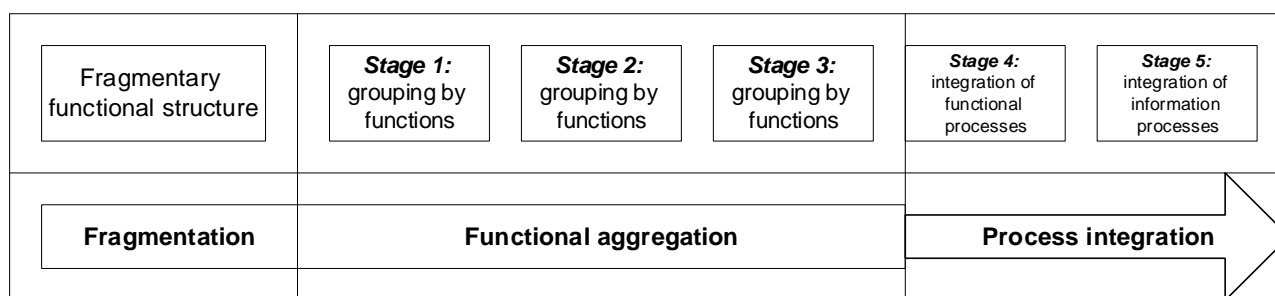 Fragmentary
functional structure
Stage 1:
grouping by
functions
Stage 2:
grouping by
functions
Stage 3:
grouping by
functions
Stage 4:
integration of
functional
processes
Stage 5:
integration of
information
processes
Fragmentation
Functional aggregation
Process integration